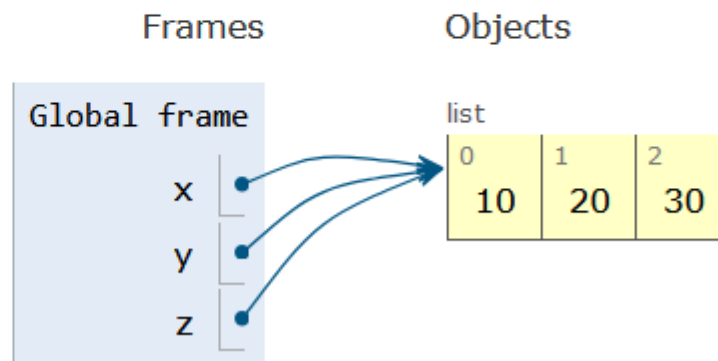 Frames
Objects
Global frame
x
y
z
list
0 1 2
10 20 30